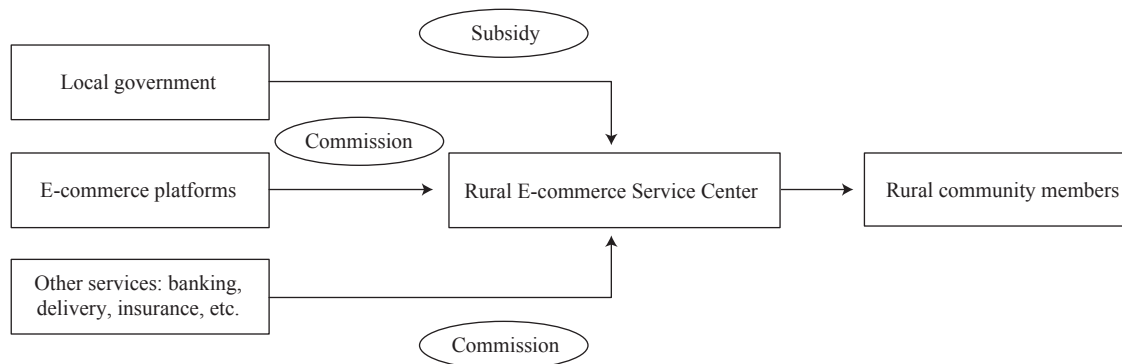 Subsidy
Local government
Commission
E-commerce platforms
Rural E-commerce Service Center
Rural community members
Other services: banking,
delivery, insurance, etc.
Commission